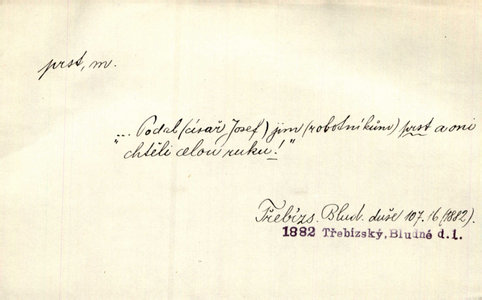 prst, m.
"... Podal (císař Josef) jim (robotníkům) prst a oni
chtěli celou ruku!"
Třebízs. Blud. duše 107. 16 (1882).
1882 Třebízský, Bludné d.1.